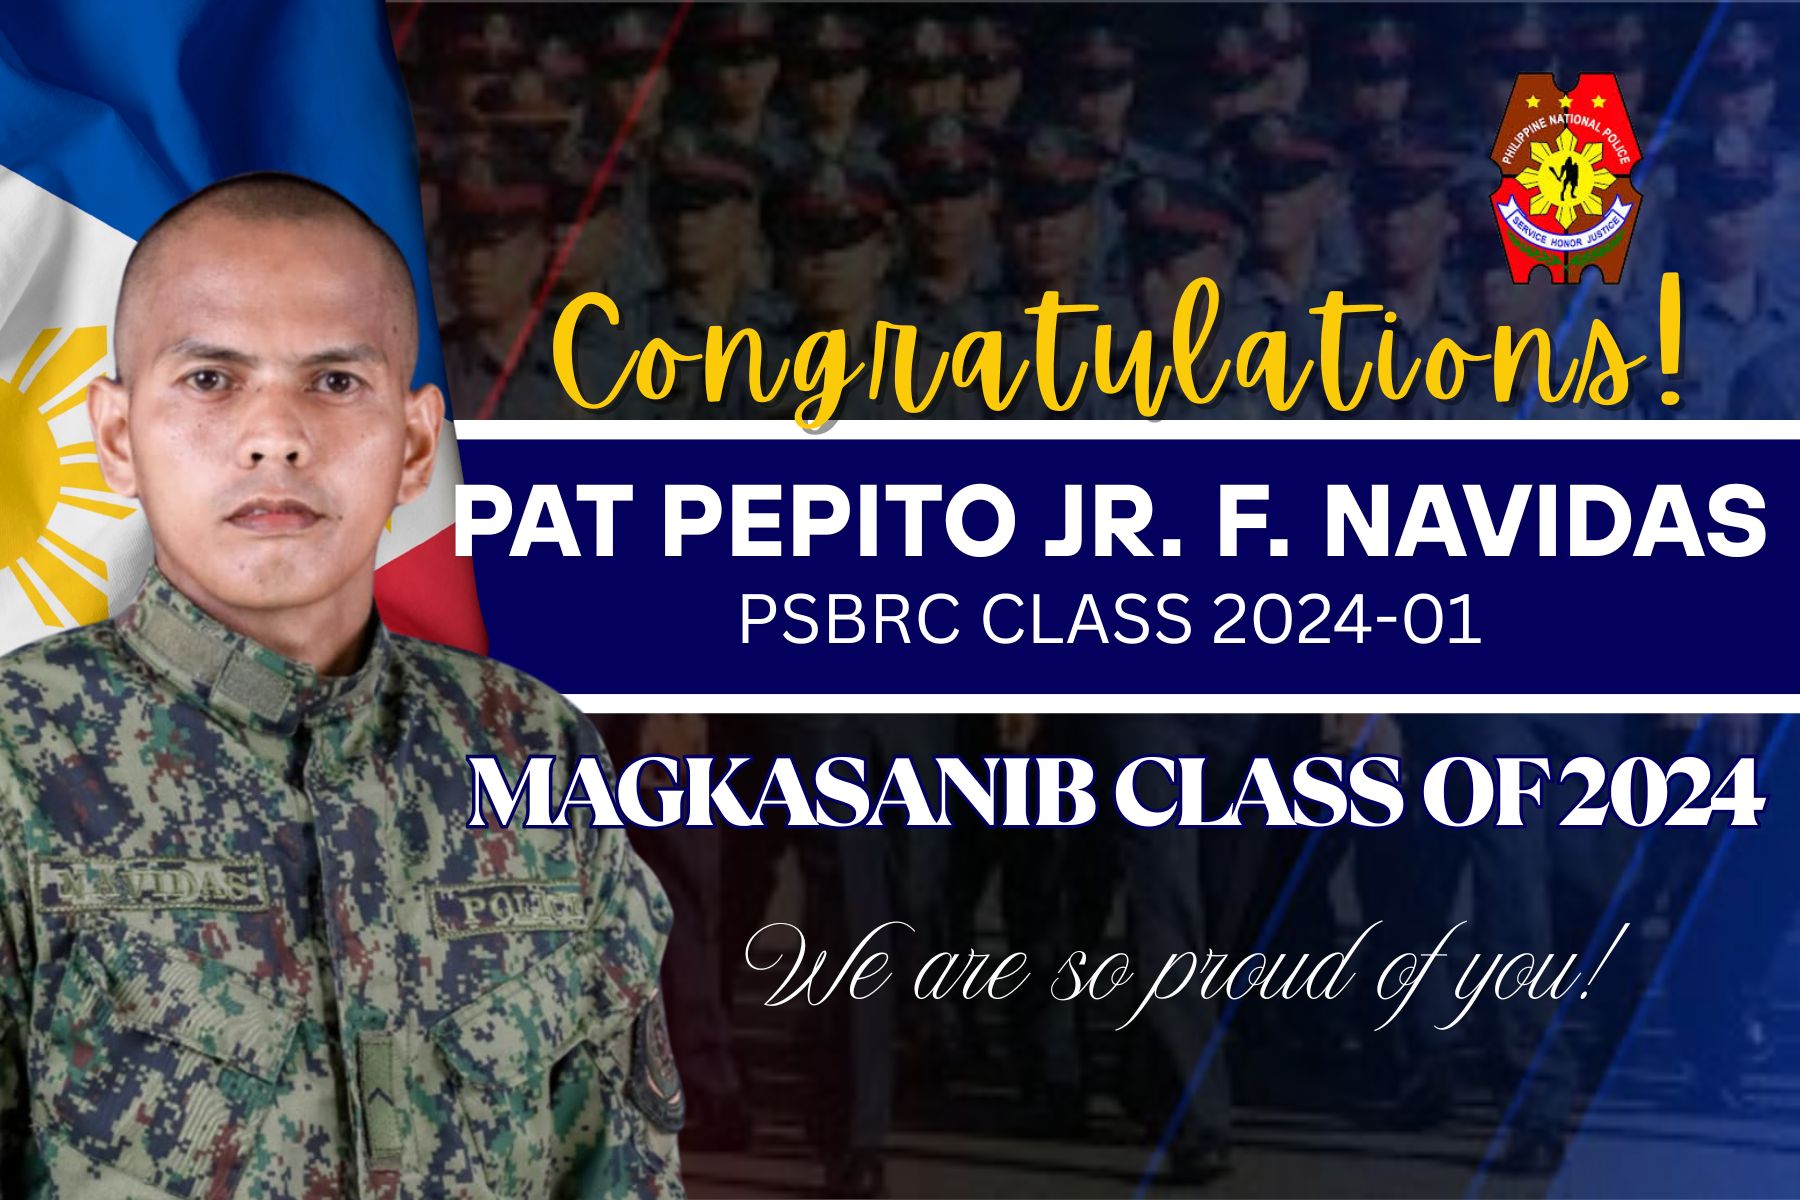 PHILIPPINE NATIONAL POLICE
SERVICE HONOR JUSTICE
Congratulations!
PAT PEPITO JR. F. NAVIDAS
PSBRC CLASS 2024-01
MAGKASANIB CLASS OF 2024
NAVIDAS
POLICE
We are so proud of you!